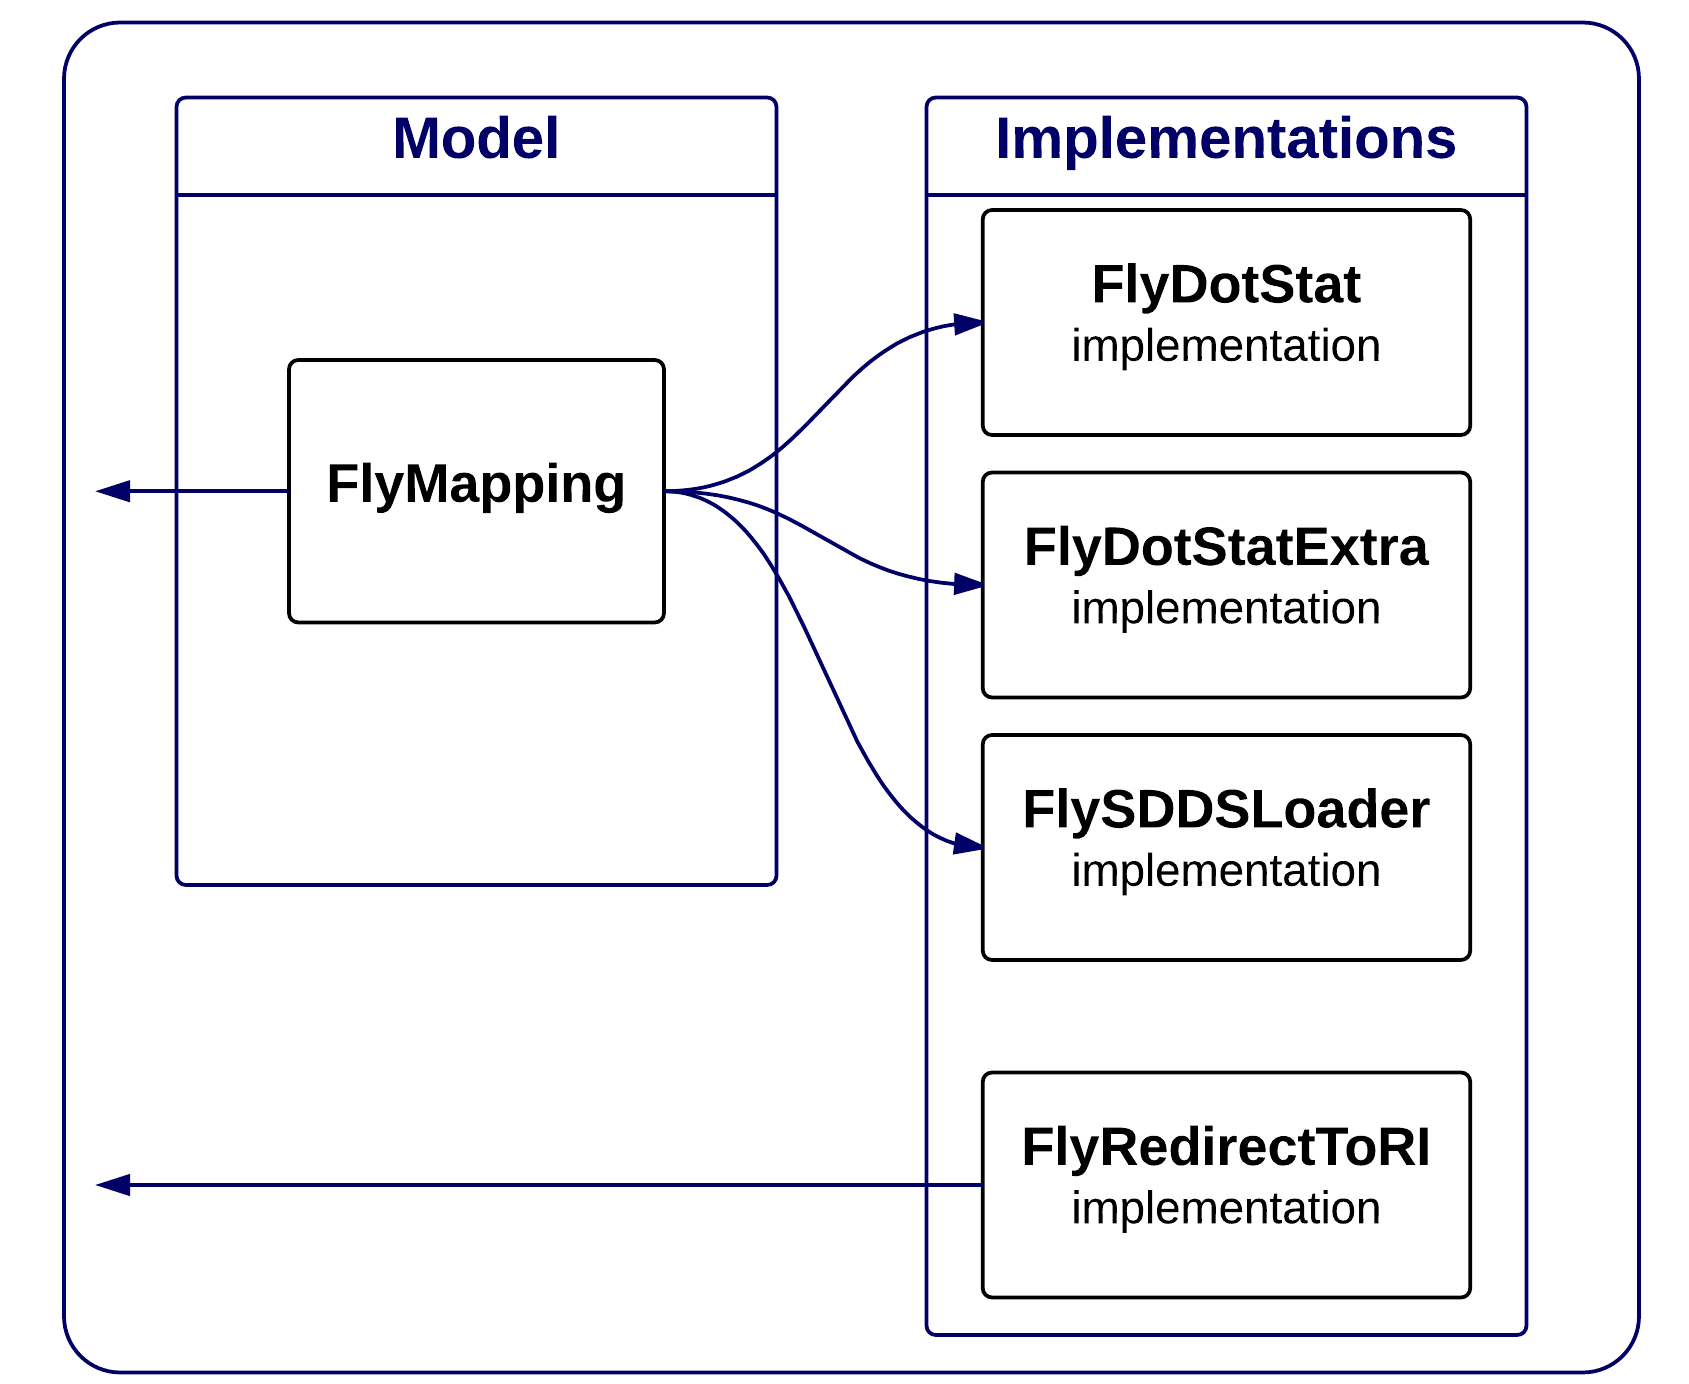 Model
FlyMapping
Implementations
FlyDotStat
implementation
FlyDotStatExtra
implementation
FlySDDSLoader
implementation
FlyRedirectToRI
implementation